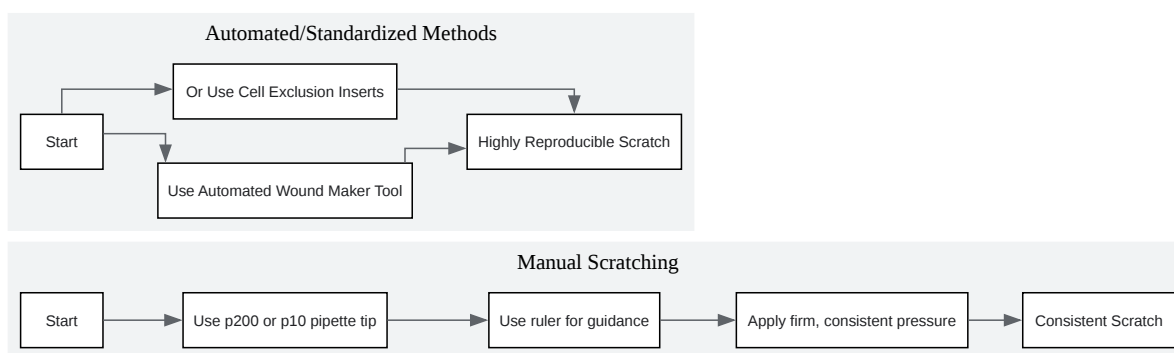 Automated/Standardized Methods
Or Use Cell Exclusion Inserts
Start
Highly Reproducible Scratch
Use Automated Wound Maker Tool
Manual Scratching
Start
Use p200 or p10 pipette tip
Use ruler for guidance
Apply firm, consistent pressure
Consistent Scratch